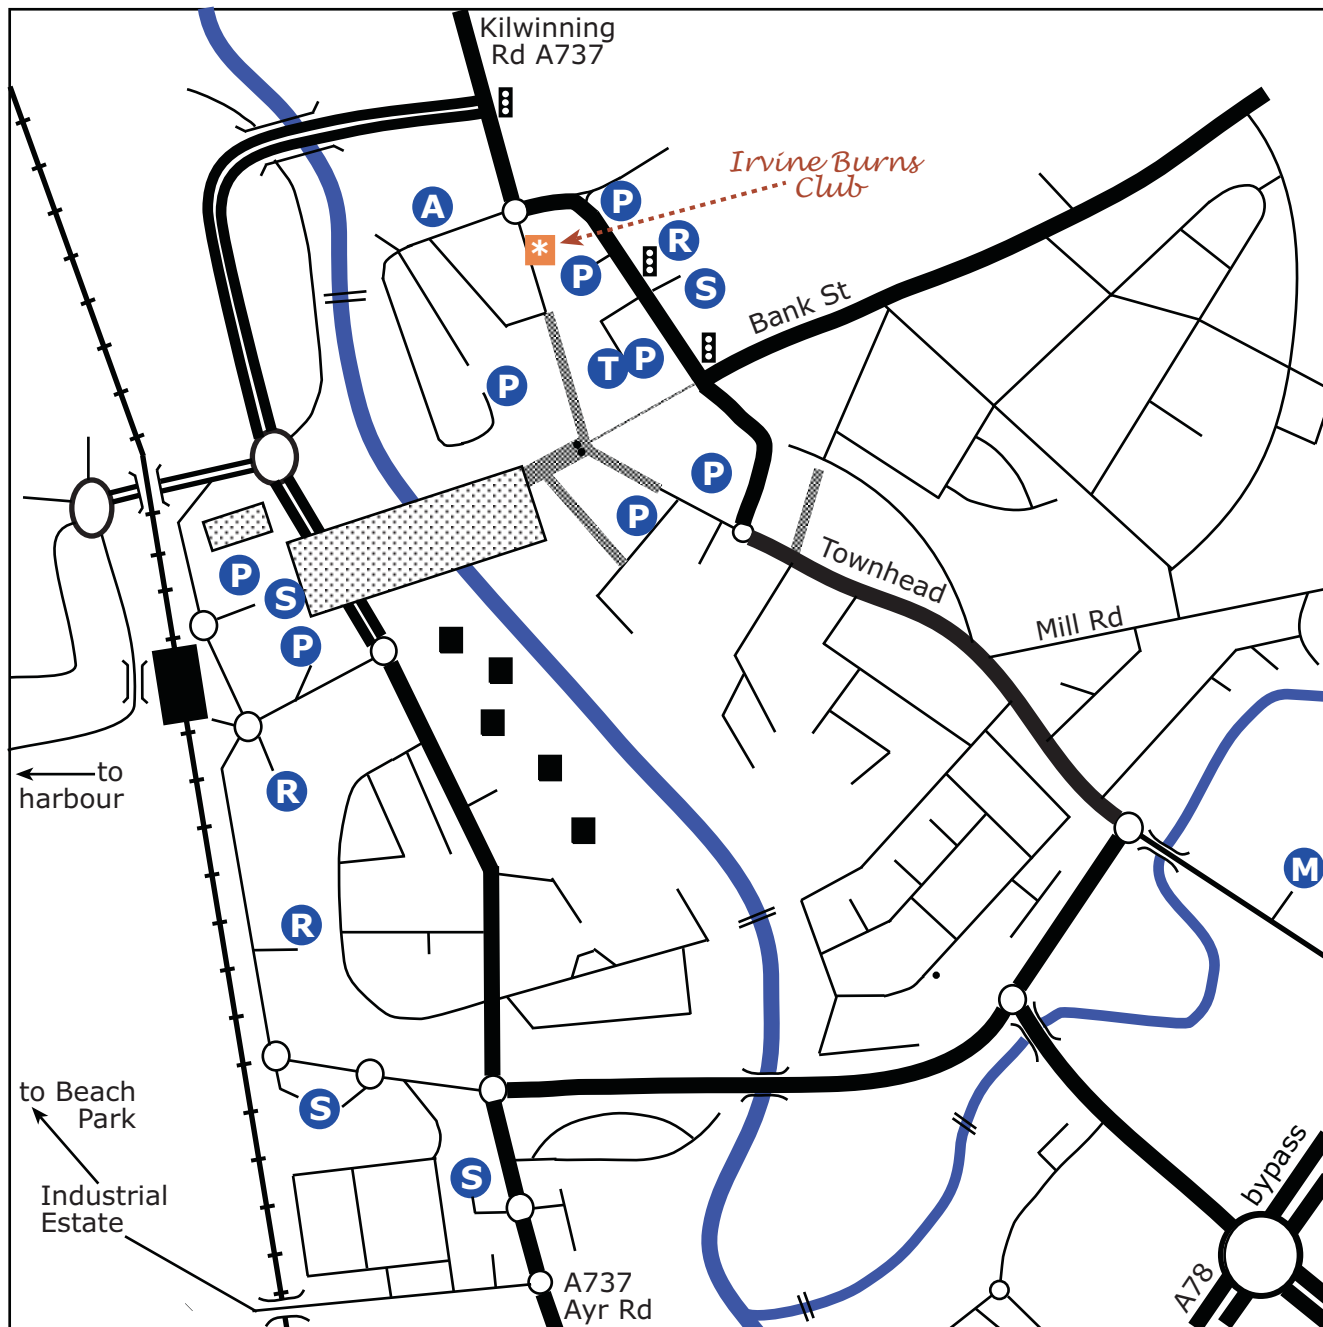 Kilwinning
Rd A737
Irvine Burns
Club
A
P
*
R
P
S
Bank St
T
P
P
P
P
Townhead
P
S
P
Mill Rd
to
harbour
R
M
R
to Beach
Park
S
S
Industrial
Estate
bypass
A78
A737
Ayr Rd